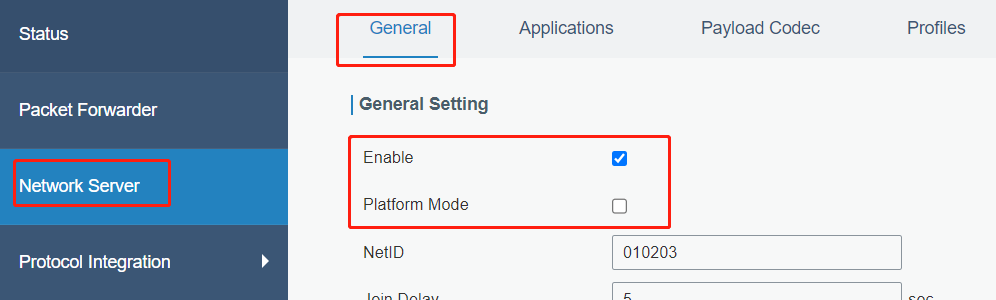 Status
Packet Forwarder
Network Server
Protocol Integration
General
Applications
Payload Codec
Profiles
General Setting
Enable
Platform Mode
NetID
010203
Join Delay
5
sec